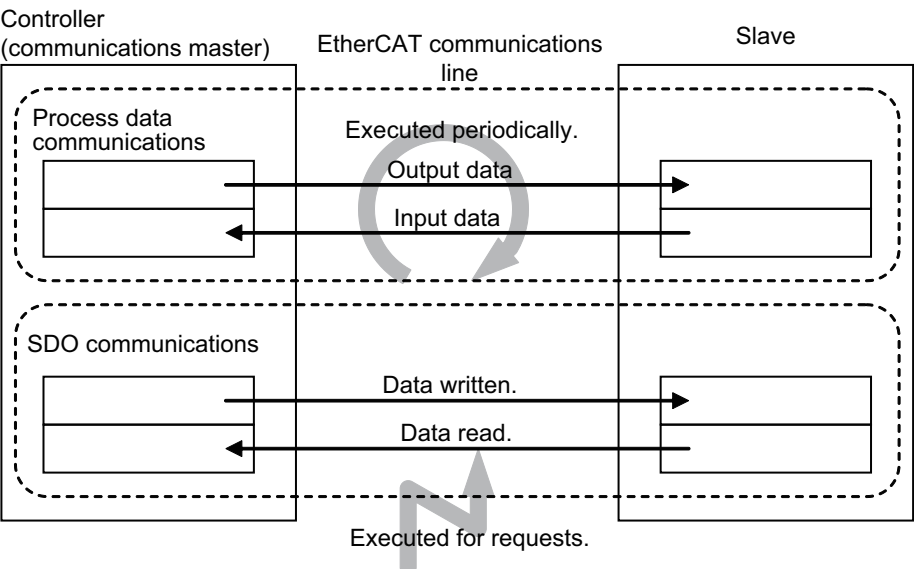 Controller
(communications master)
EtherCAT communications
line
Slave
Process data
communications
Executed periodically.
Output data
Input data
SDO communications
Data written.
Data read.
Executed for requests.